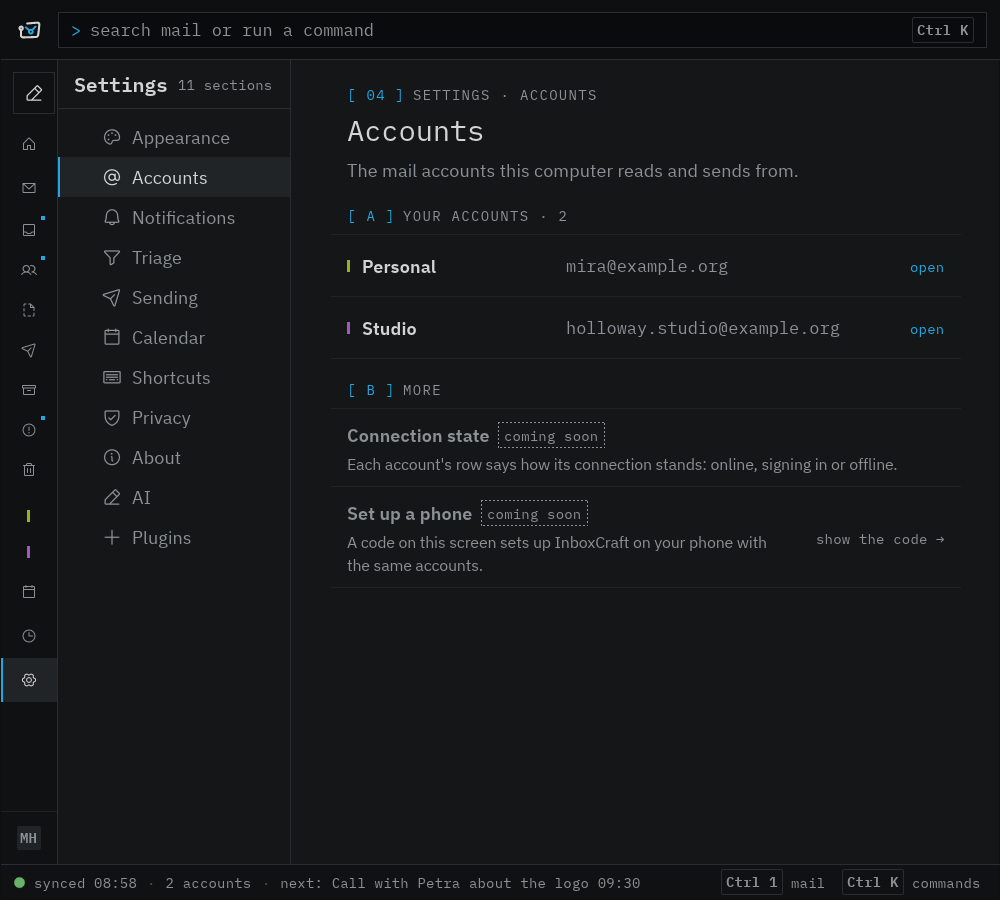 > search mail or run a command Ctrl K
Settings 11 sections
Appearance
Accounts
Notifications
Triage
Sending
Calendar
Shortcuts
Privacy
About
AI
Plugins
[ 04 ] SETTINGS · ACCOUNTS
Accounts
The mail accounts this computer reads and sends from.
[ A ] YOUR ACCOUNTS · 2
Personal mira@example.org open
Studio holloway.studio@example.org open
[ B ] MORE
Connection state coming soon
Each account's row says how its connection stands: online, signing in or offline.
Set up a phone coming soon
A code on this screen sets up InboxCraft on your phone with
the same accounts.
show the code →
MH
synced 08:58 · 2 accounts · next: Call with Petra about the logo 09:30 Ctrl 1 mail Ctrl K commands